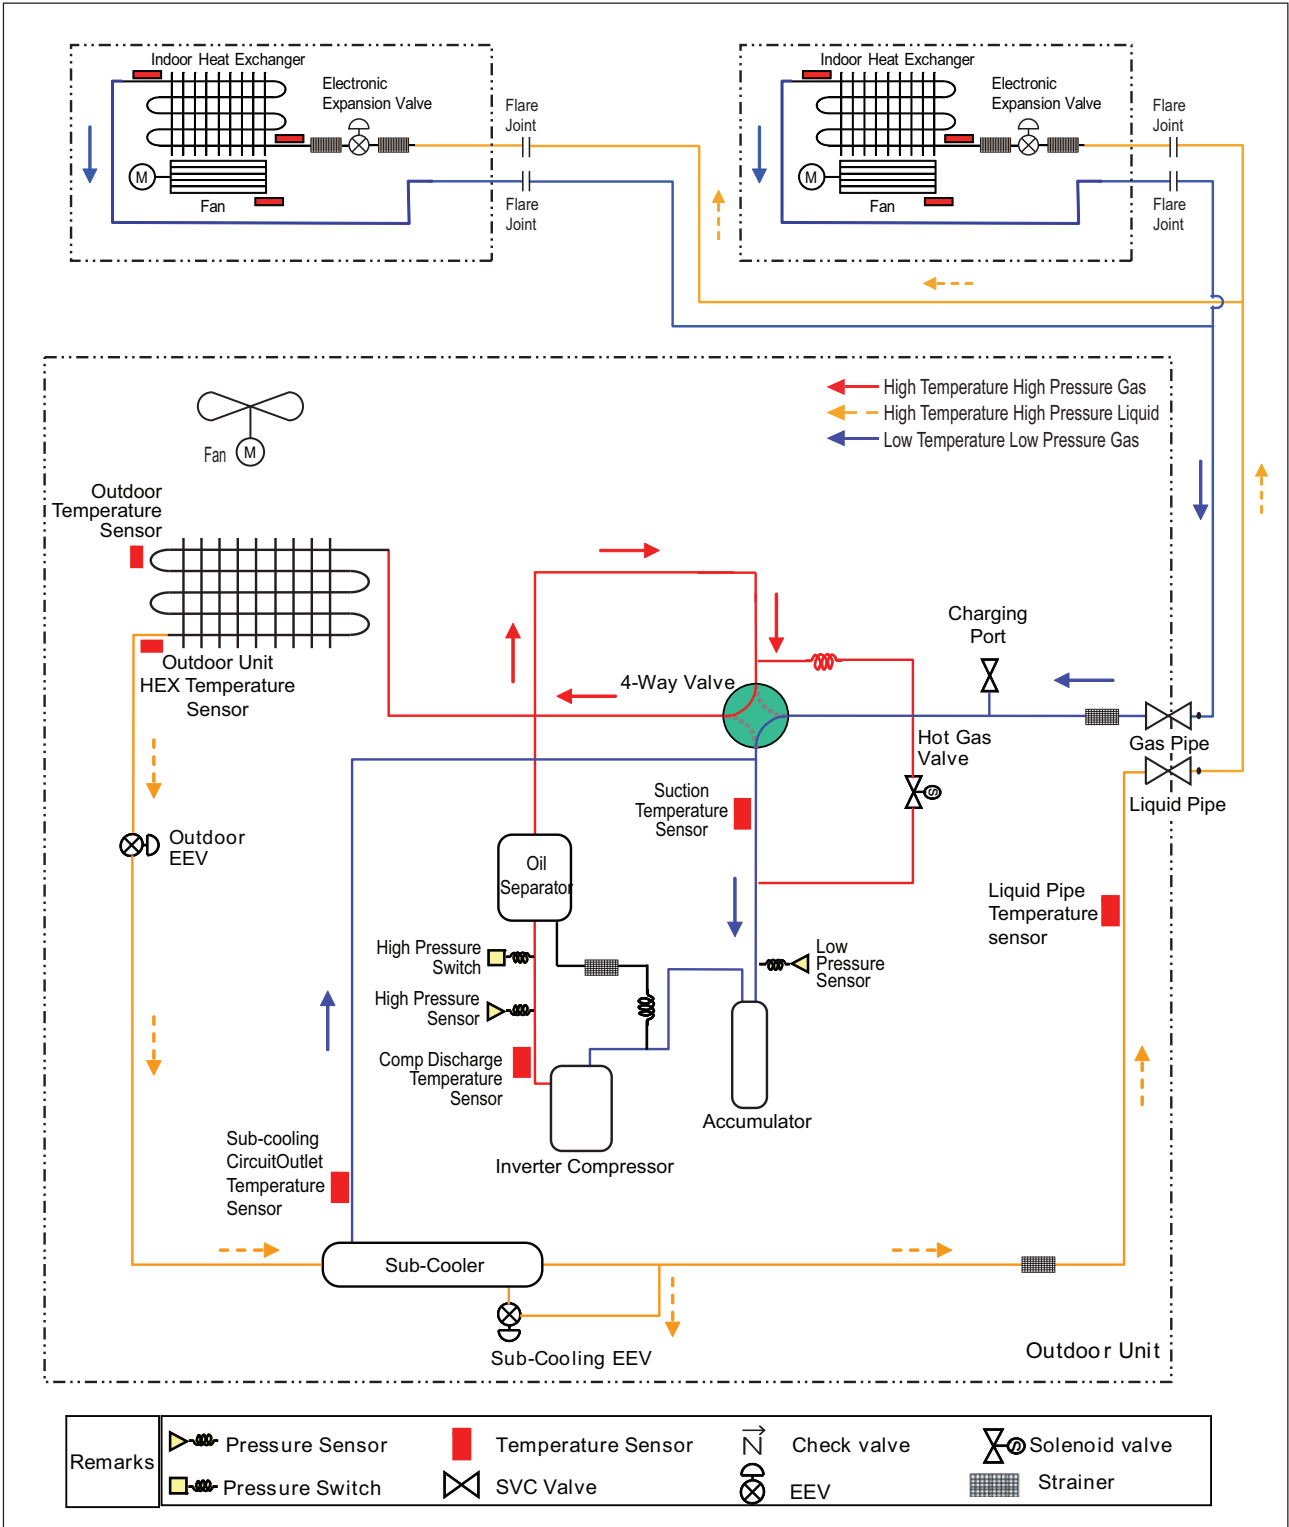 Indoor Heat Exchanger
Electronic
Expansion Valve
Flare
Joint
M
Fan
Flare
Joint
Indoor Heat Exchanger
Electronic
Expansion Valve
Flare
Joint
M
Fan
Flare
Joint
High Temperature High Pressure Gas
High Temperature High Pressure Liquid
Low Temperature Low Pressure Gas
Fan
M
Outdoor
Temperature
Sensor
Outdoor Unit
HEX Temperature
Sensor
4-Way Valve
Charging
Port
Hot Gas
Valve
S
Gas Pipe
Liquid Pipe
Suction
Temperature
Sensor
Outdoor
EEV
Oil
Separator
Liquid Pipe
Temperature
sensor
High Pressure
Switch
Low
Pressure
Sensor
High Pressure
Sensor
Comp Discharge
Temperature
Sensor
Accumulator
Inverter Compressor
Sub-cooling
CircuitOutlet
Temperature
Sensor
Sub-Cooler
Sub-Cooling EEV
Outdoor Unit
Remarks
Pressure Sensor
Temperature Sensor
Check valve
S
Solenoid valve
Pressure Switch
SVC Valve
EEV
Strainer